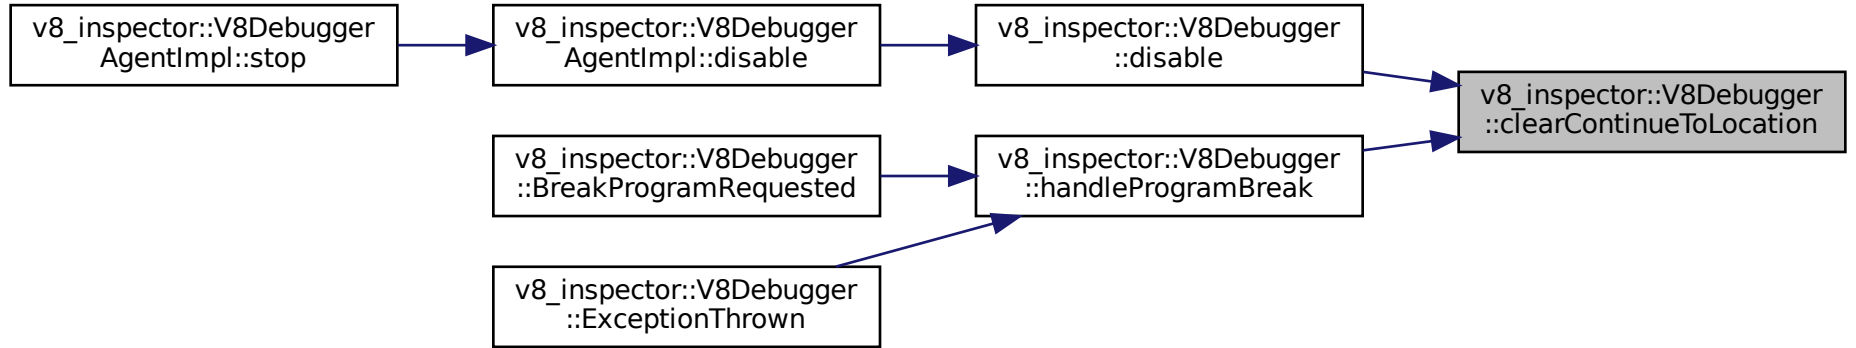 v8_inspector::V8Debugger
AgentImpl::stop
v8_inspector::V8Debugger
AgentImpl::disable
v8_inspector::V8Debugger
::disable
v8_inspector::V8Debugger
::clearContinueToLocation
v8_inspector::V8Debugger
::BreakProgramRequested
v8_inspector::V8Debugger
::handleProgramBreak
v8_inspector::V8Debugger
::ExceptionThrown